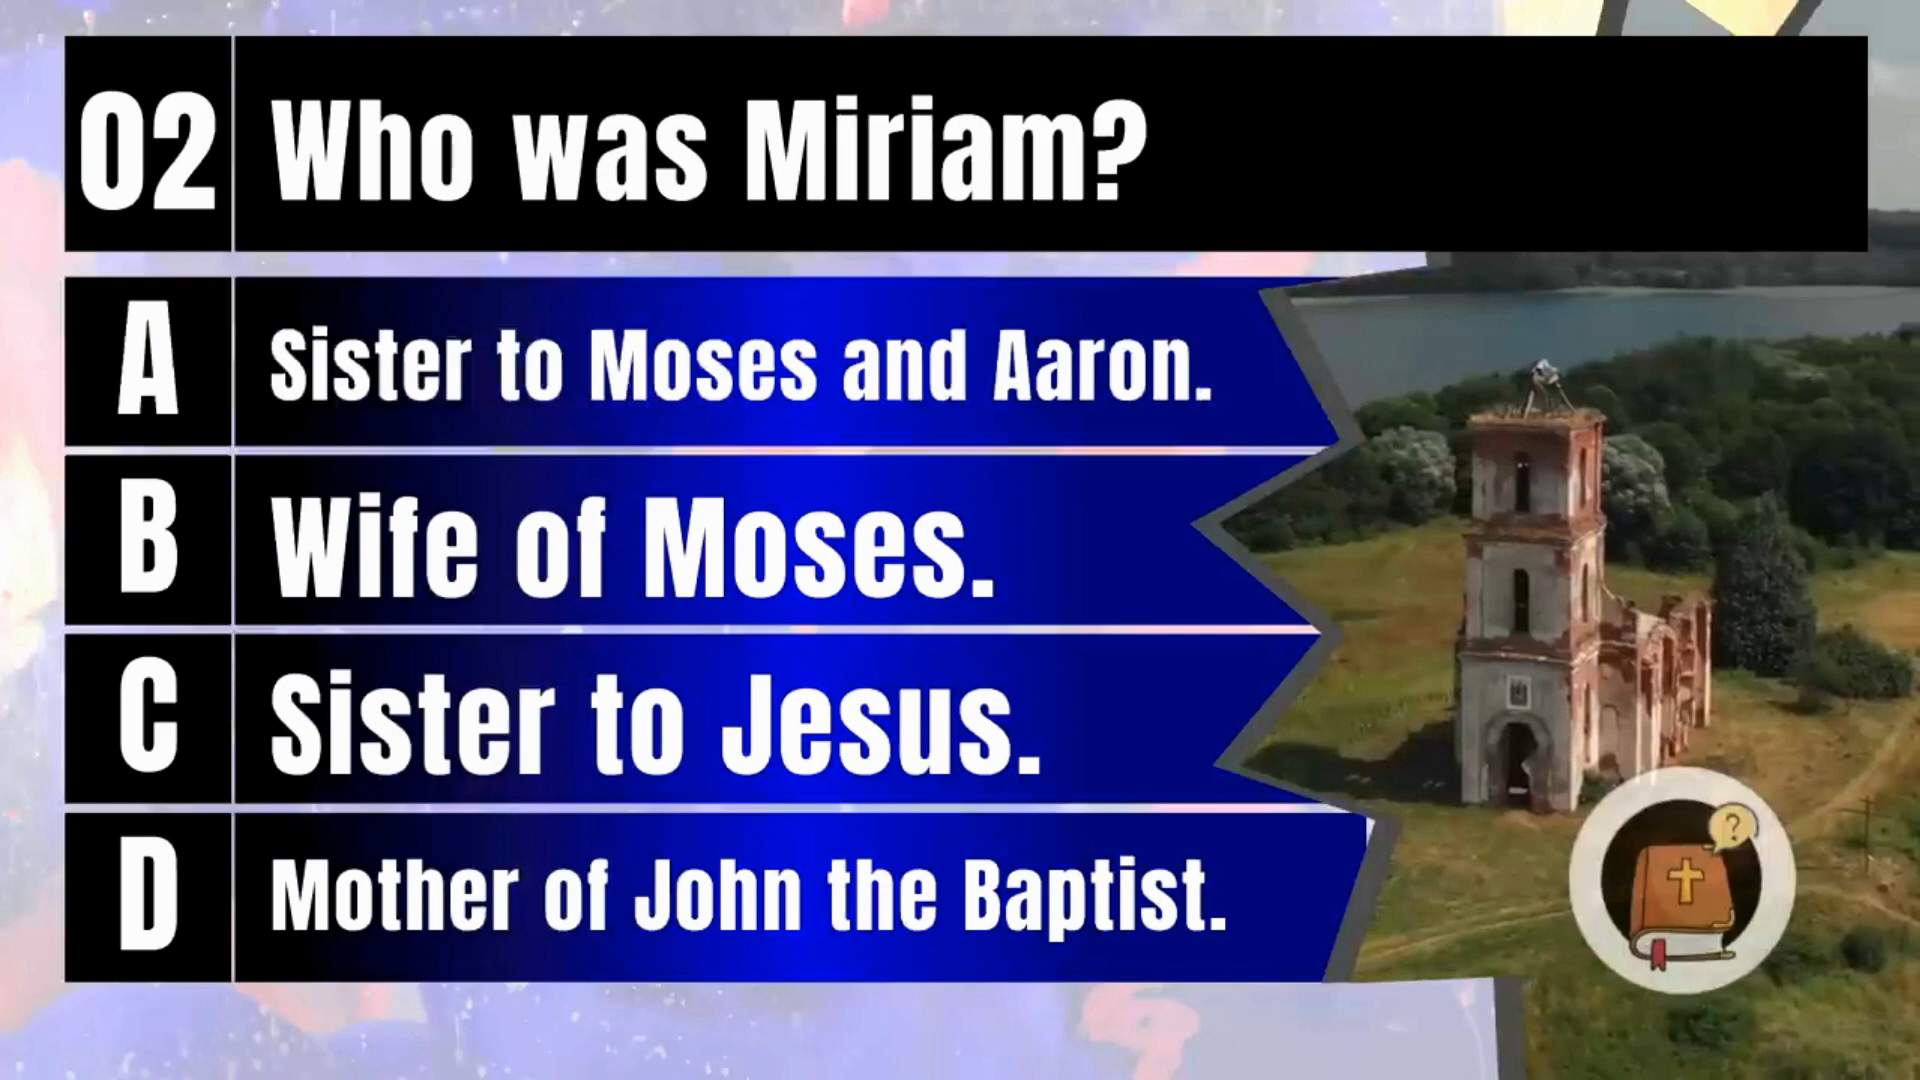 02 Who was Miriam?
A Sister to Moses and Aaron.
B Wife of Moses.
C Sister to Jesus.
D Mother of John the Baptist.
?